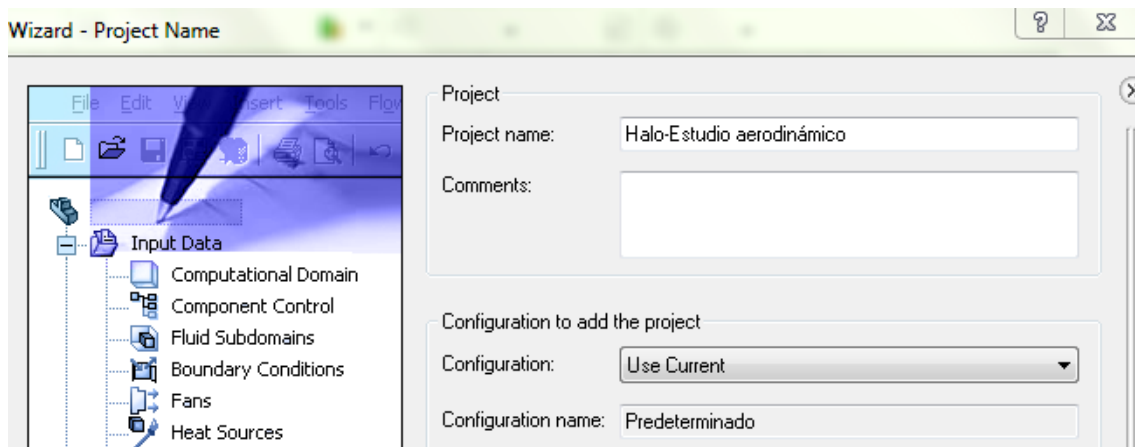 Wizard - Project Name
File Edit View Insert Tools Flow
Input Data
Computational Domain
Component Control
Fluid Subdomains
Boundary Conditions
Fans
Heat Sources
Project
Project name: Halo-Estudio aerodinámico
Comments:
Configuration to add the project
Configuration: Use Current
Configuration name: Predeterminado